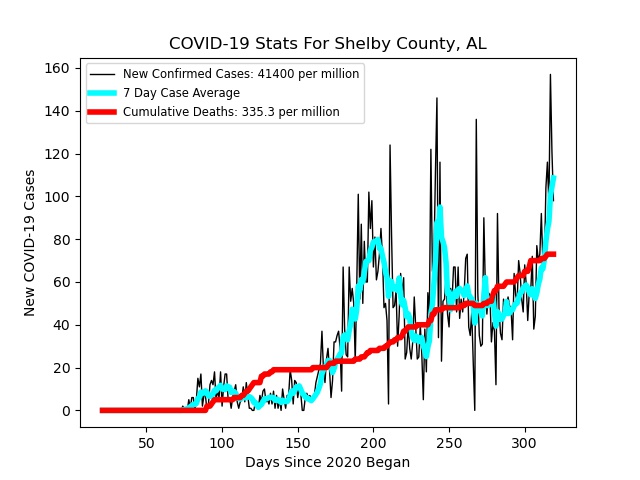 COVID-19 Stats For Shelby County, AL
New Confirmed Cases: 41400 per million
7 Day Case Average
Cumulative Deaths: 335.3 per million
New COVID-19 Cases
160
140
120
100
80
60
40
20
0
50 100 150 200 250 300
Days Since 2020 Began